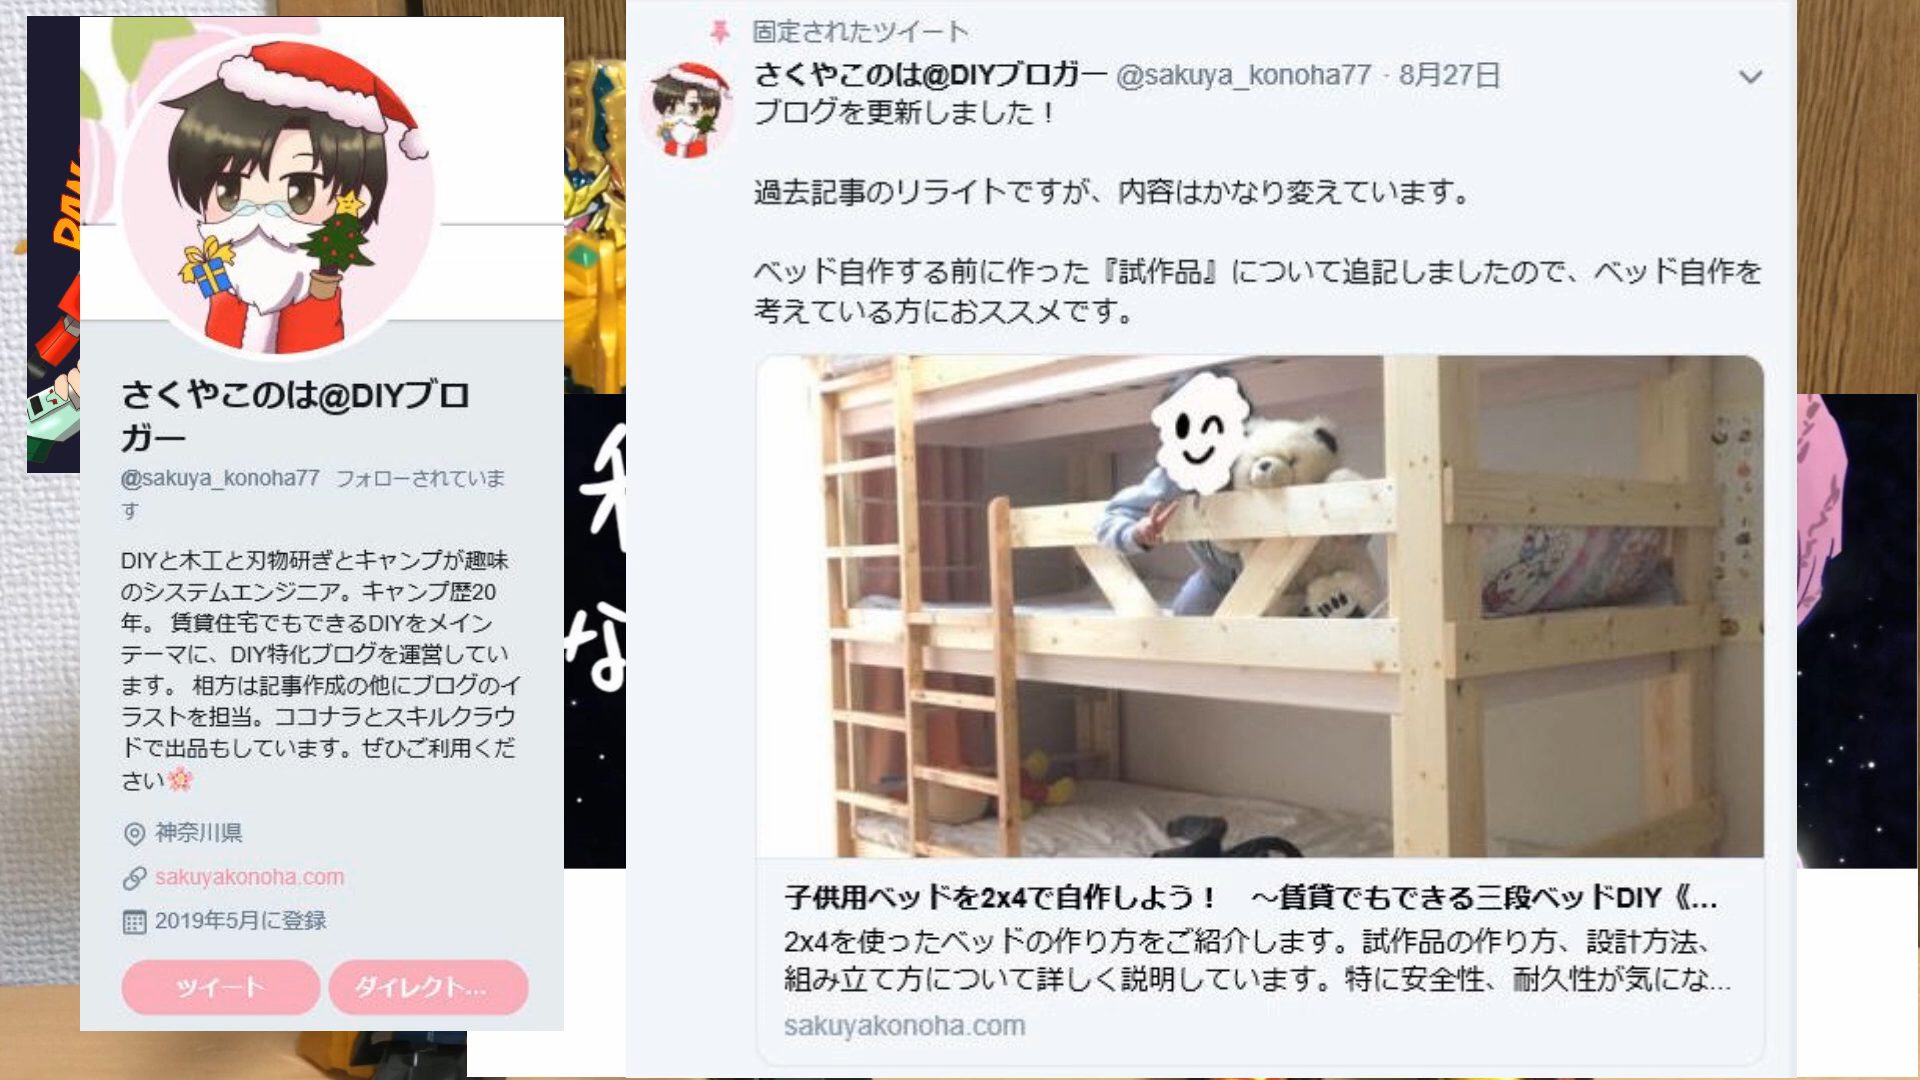 さくやこのは@DIYブロ
ガー
@sakuya_konoha77 フォローされていま
す
DIYと木工と刃物研ぎとキャンプが趣味
のシステムエンジニア。キャンプ歴20
年。 賃貸住宅でもできるDIYをメイン
テーマに、DIY特化ブログを運営してい
ます。 相方は記事作成の他にブログのイ
ラストを担当。ココナラとスキルクラウ
ドで出品もしています。ぜひご利用くだ
さい🌸
神奈川県
sakuyakonoha.com
2019年5月に登録
ツイート
ダイレクト...
固定されたツイート
さくやこのは@DIYブロガー @sakuya_konoha77 · 8月27日
ブログを更新しました！
過去記事のリライトですが、内容はかなり変えています。
ベッド自作する前に作った『試作品』について追記しましたので、ベッド自作を
考えている方におススメです。
子供用ベッドを2x4で自作しよう！　～賃貸でもできる三段ベッドDIY《...
2x4を使ったベッドの作り方をご紹介します。試作品の作り方、設計方法、
組み立て方について詳しく説明しています。特に安全性、耐久性が気にな...
sakuyakonoha.com
な